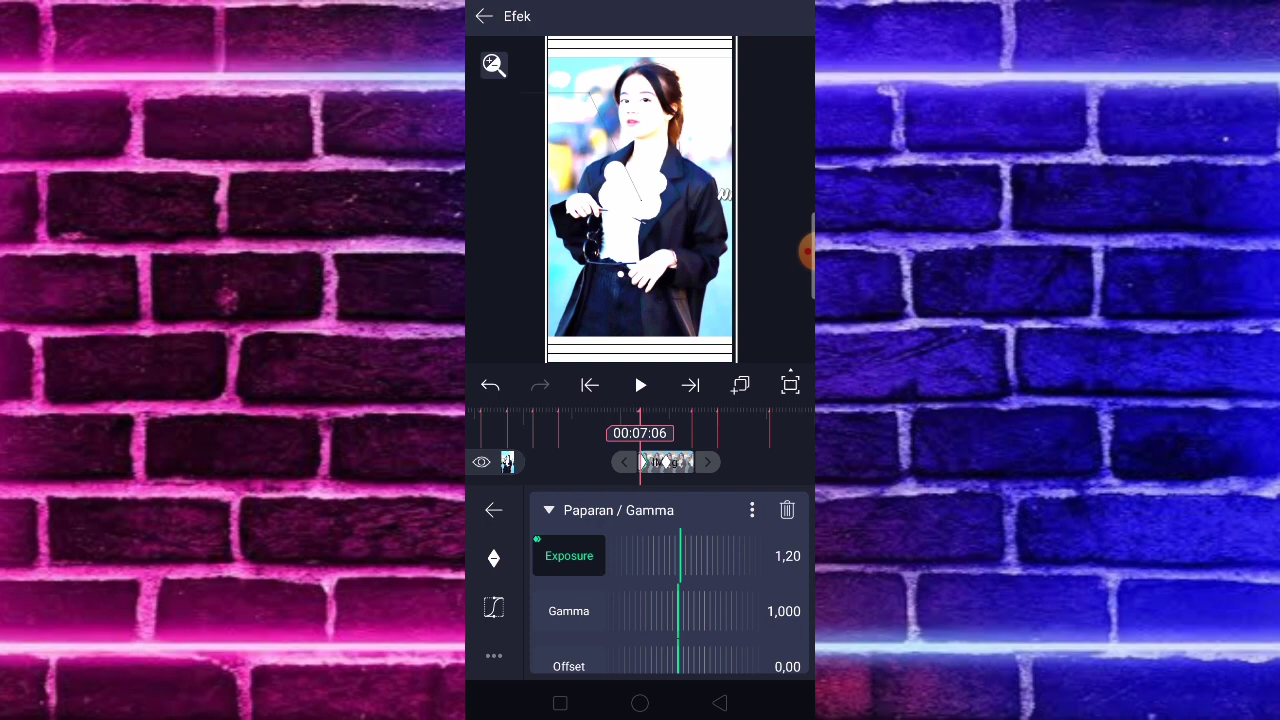 Efek
00:07:06
Paparan / Gamma
Exposure
1,20
Gamma
1,000
Offset
0,00